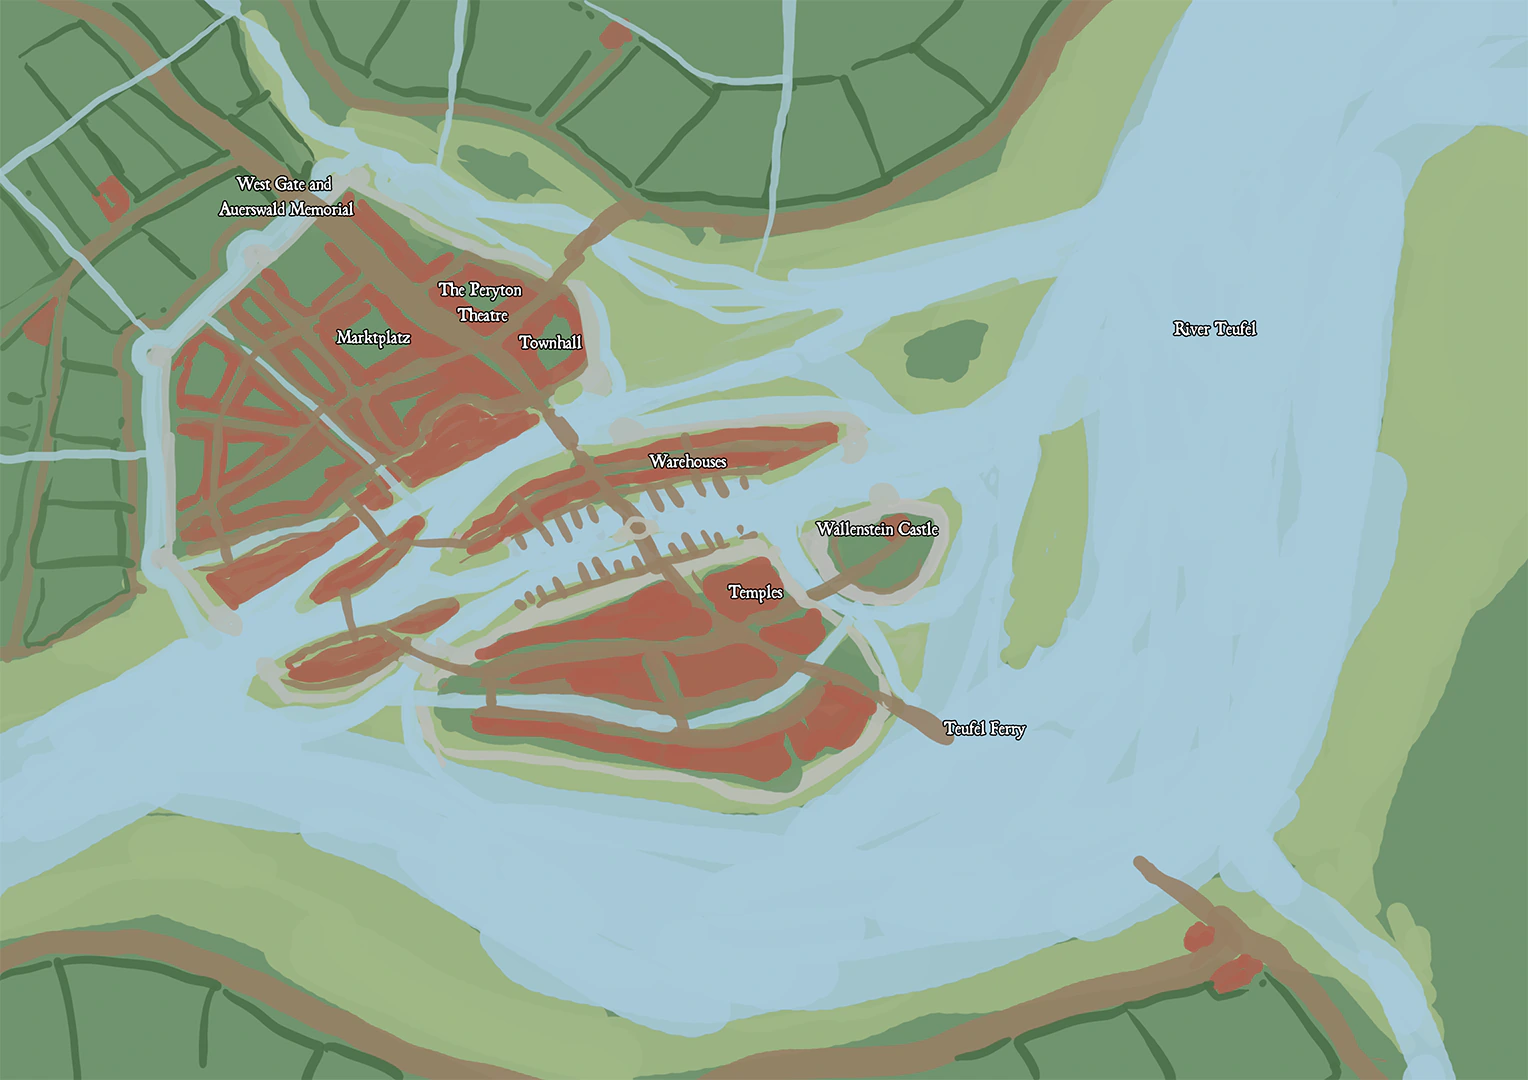 West Gate and
Auerswald Memorial
The Peryton
Theatre
Marktplatz
Townhall
River Teufel
Warehouses
Wallenstein Castle
Temples
Teufel Ferry